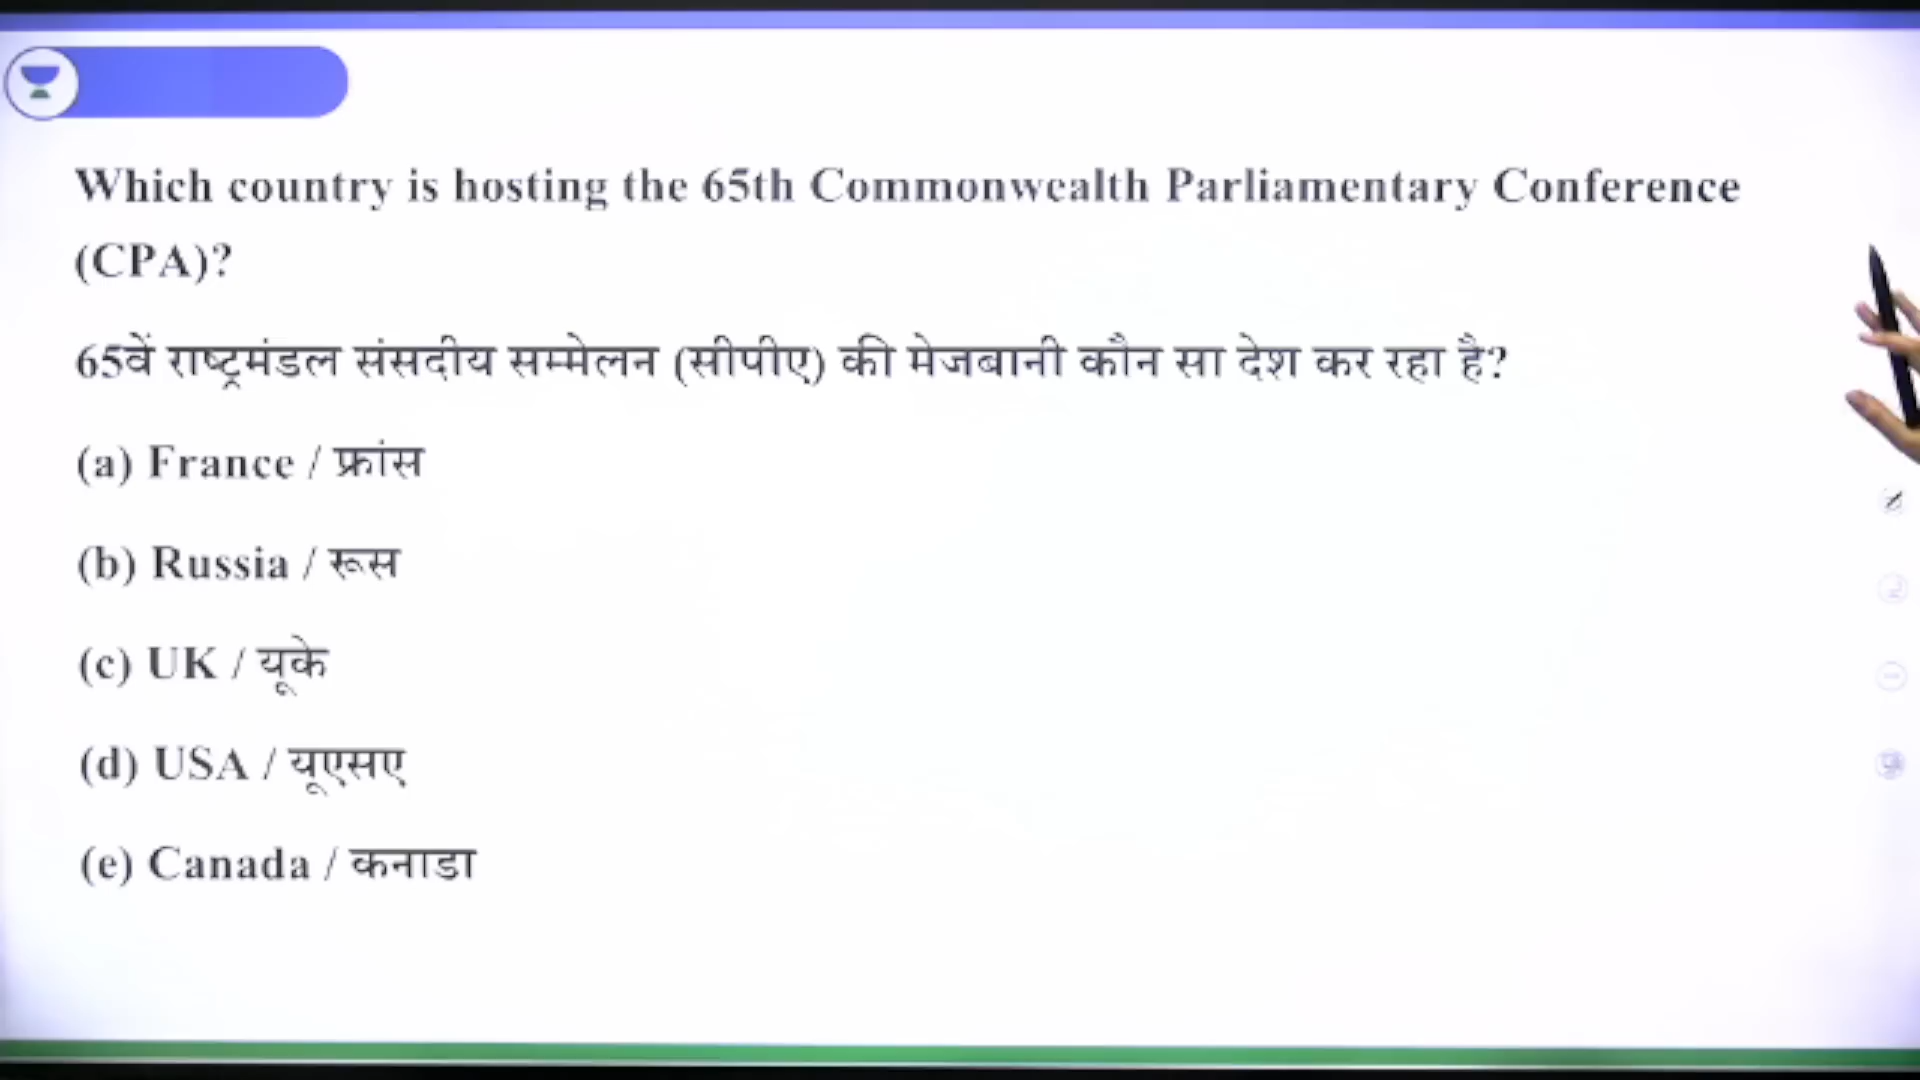 Which country is hosting the 65th Commonwealth Parliamentary Conference
(CPA)?
65वें राष्ट्रमंडल संसदीय सम्मेलन (सीपीए) की मेजबानी कौन सा देश कर रहा है?
(a) France / फ्रांस
(b) Russia / रूस
(c) UK / यूके
(d) USA / यूएसए
(e) Canada / कनाडा